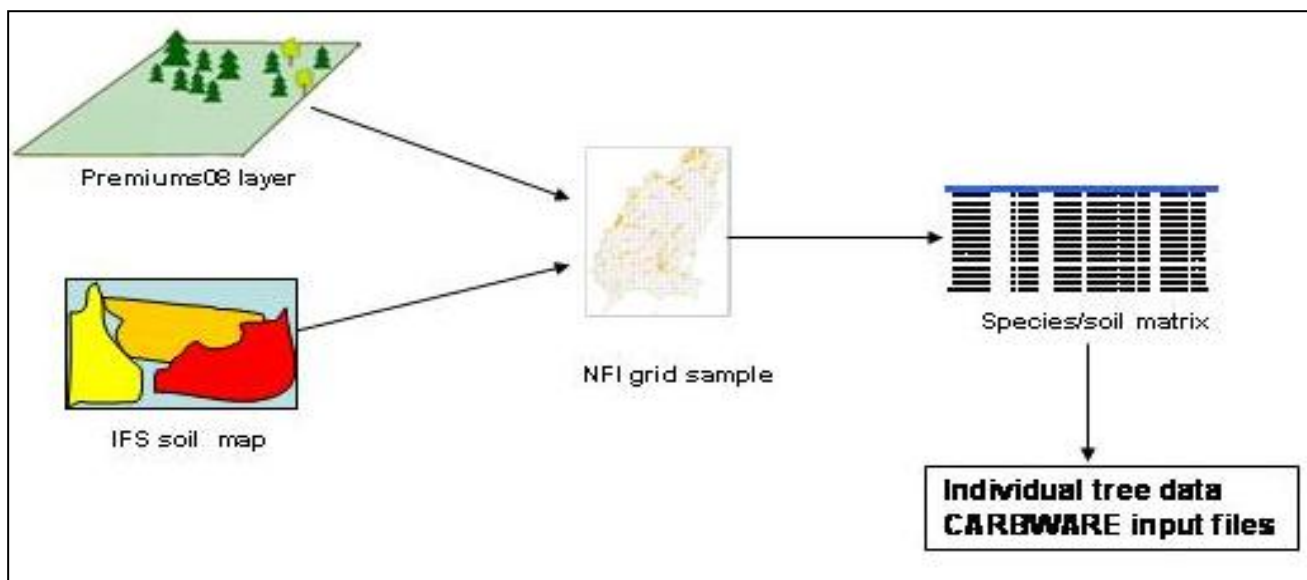 Premiums08 layer
IFS soil map
NFI grid sample
Species/soil matrix
Individual tree data
CARBWARE input files